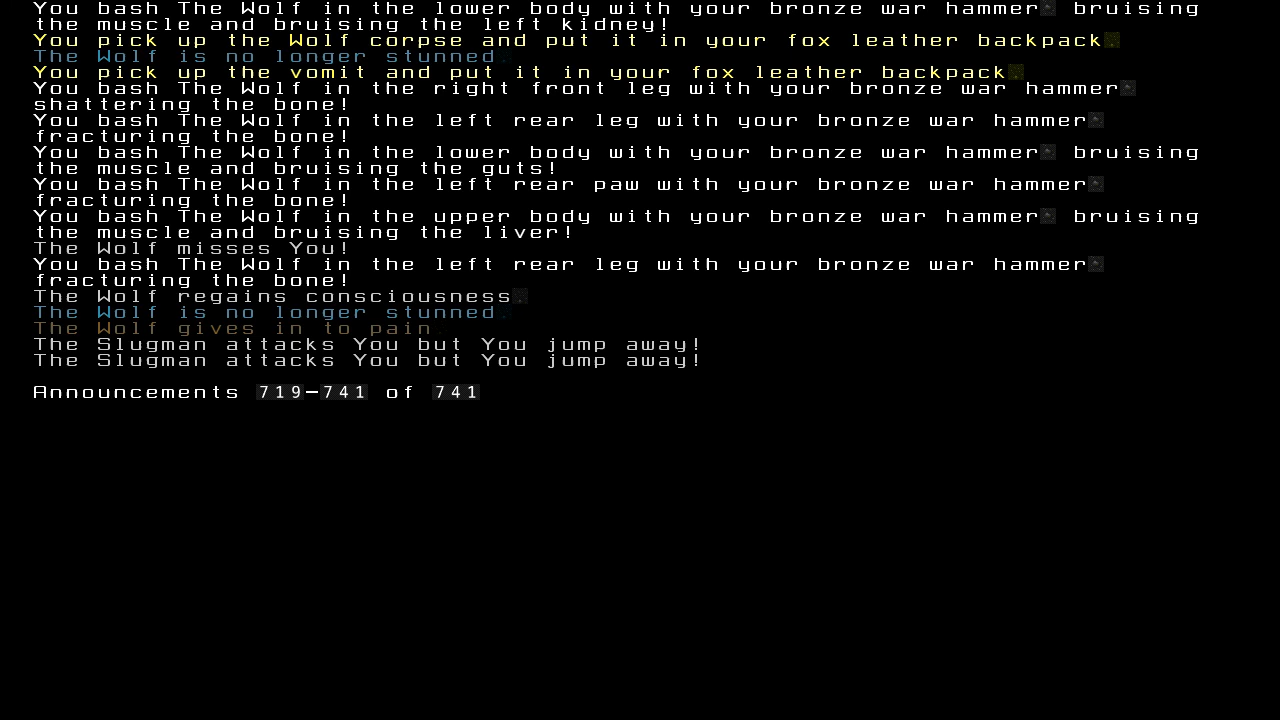 You bash The Wolf in the lower body with your bronze war hammer, bruising
the muscle and bruising the left kidney!
You pick up the Wolf corpse and put it in your fox leather backpack.
The Wolf is no longer stunned.
You pick up the vomit and put it in your fox leather backpack.
You bash The Wolf in the right front leg with your bronze war hammer,
shattering the bone!
You bash The Wolf in the left rear leg with your bronze war hammer,
fracturing the bone!
You bash The Wolf in the lower body with your bronze war hammer, bruising
the muscle and bruising the guts!
You bash The Wolf in the left rear paw with your bronze war hammer,
fracturing the bone!
You bash The Wolf in the upper body with your bronze war hammer, bruising
the muscle and bruising the liver!
The Wolf misses You!
You bash The Wolf in the left rear leg with your bronze war hammer,
fracturing the bone!
The Wolf regains consciousness.
The Wolf is no longer stunned.
The Wolf gives in to pain.
The Slugman attacks You but You jump away!
The Slugman attacks You but You jump away!
Announcements 719-741 of 741